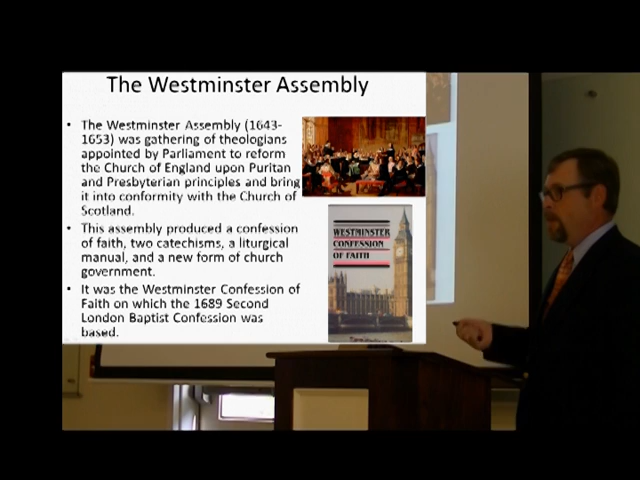 The Westminster Assembly
• The Westminster Assembly (1643-
1653) was gathering of theologians
appointed by Parliament to reform
the Church of England upon Puritan
and Presbyterian principles and bring
it into conformity with the Church of
Scotland.
• This assembly produced a confession
of faith, two catechisms, a liturgical
manual, and a new form of church
government.
• It was the Westminster Confession of
Faith on which the 1689 Second
London Baptist Confession was
based.
WESTMINSTER
CONFESSION
OF FAITH